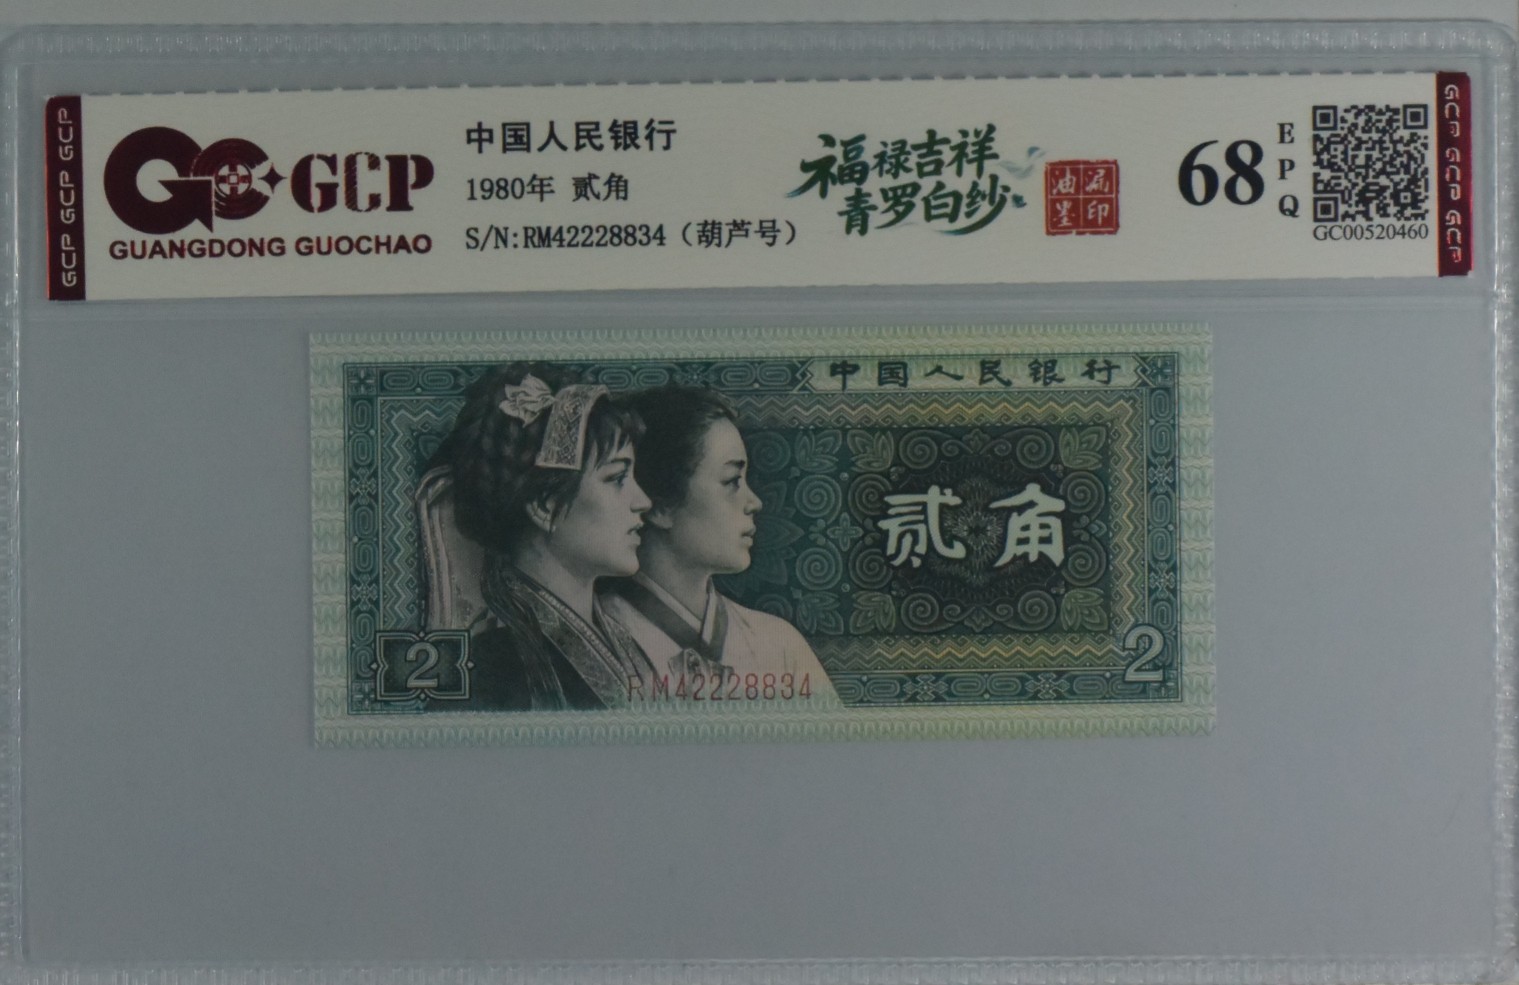 GCP GCP GCP
GCP
GUANGDONG GUOCHAO
中国人民银行
1980年 贰角
S/N:RM42228834（葫芦号）
福禄吉祥
青罗白纱
油漏
墨印
68
EPQ
GC00520460
GCP GCP GCP
中国人民银行
贰角
2
2
RM42228834